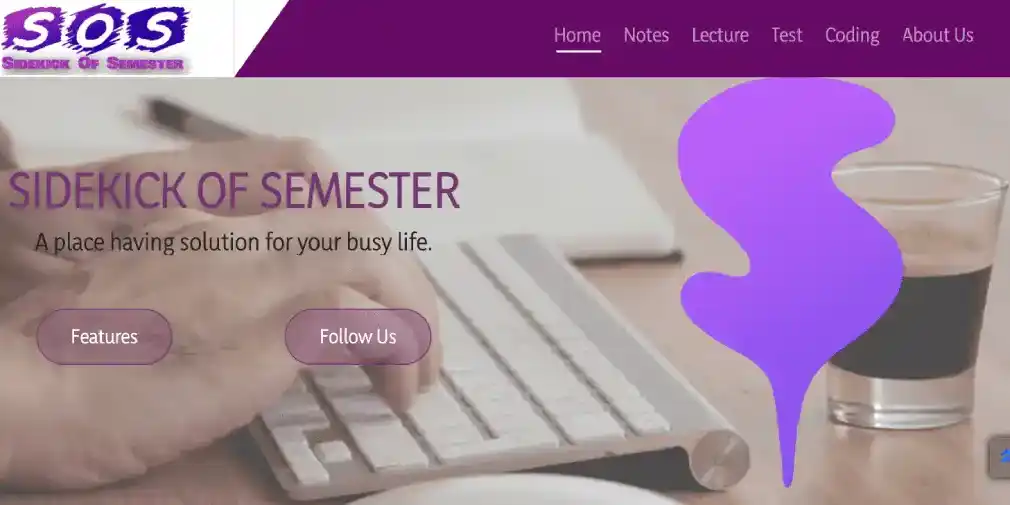 SOS
SIDEKICK OF SEMESTER
Home Notes Lecture Test Coding About Us
SIDEKICK OF SEMESTER
A place having solution for your busy life.
Features Follow Us